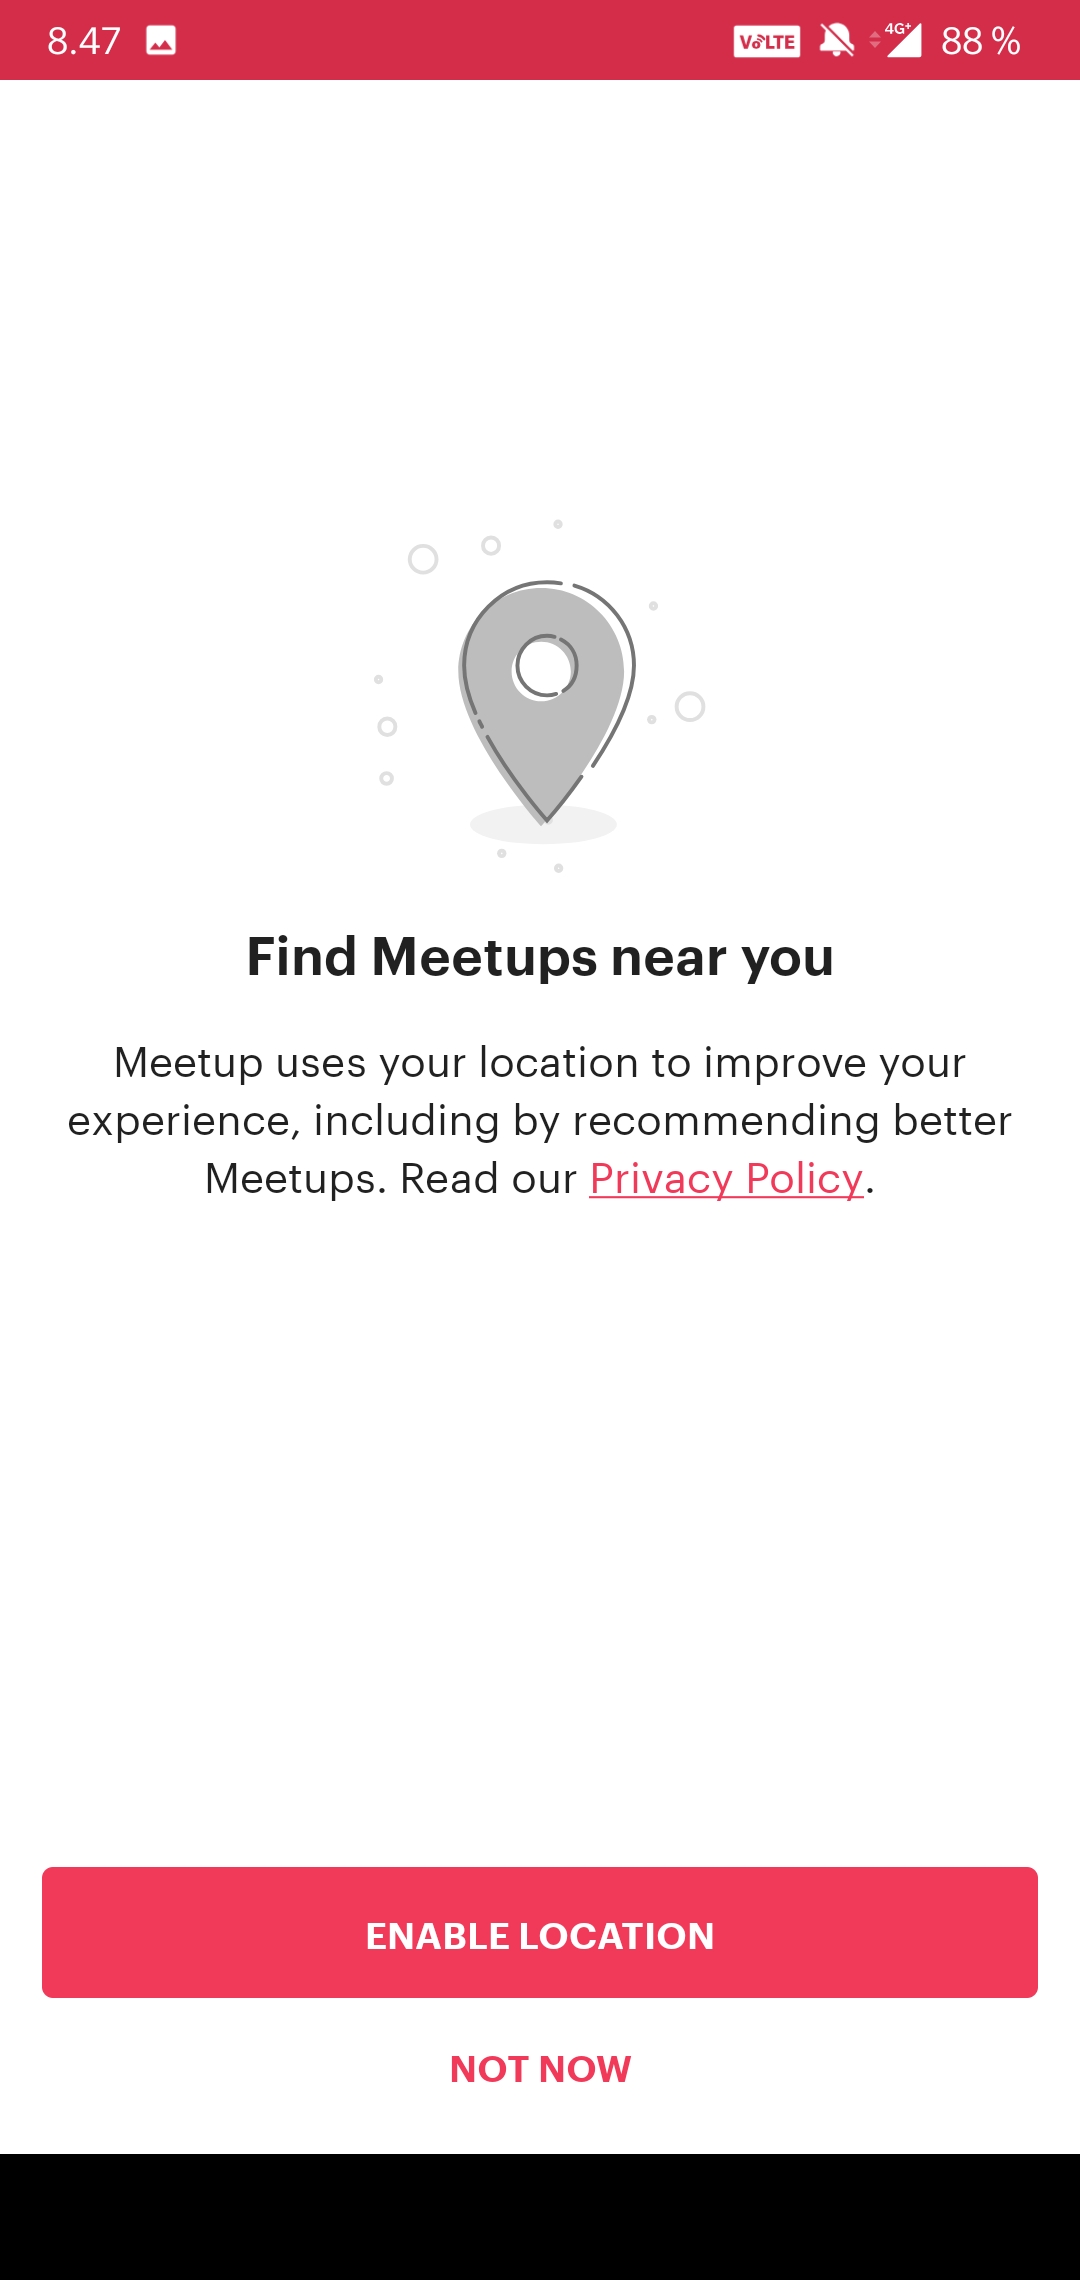 8.47 VoLTE 4G+ 88 %
Find Meetups near you
Meetup uses your location to improve your
experience, including by recommending better
Meetups. Read our Privacy Policy.
ENABLE LOCATION
NOT NOW